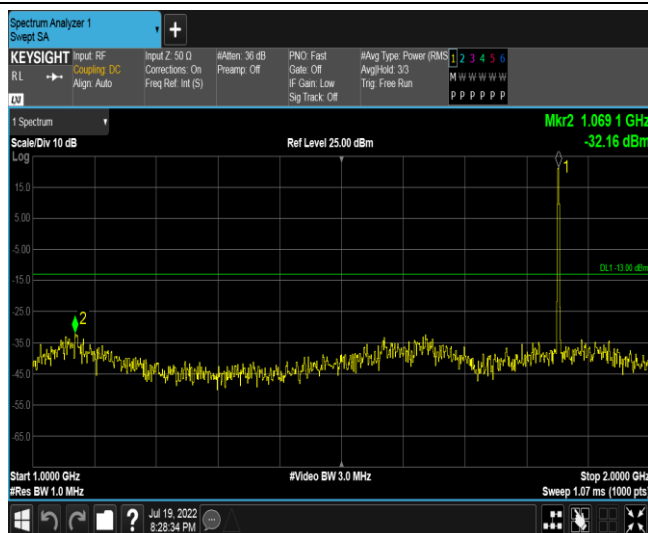 Spectrum Analyzer 1
Swept SA
+
KEYSIGHT
RL
LXI
Input: RF
Coupling: DC
Align: Auto
Input Z: 50 Ω
Corrections: On
Freq Ref: Int (S)
#Atten: 36 dB
Preamp: Off
PNO: Fast
Gate: Off
IF Gain: Low
Sig Track: Off
#Avg Type: Power (RMS
Avg|Hold: 3/3
Trig: Free Run
1 2 3 4 5 6
M W W W W W
P P P P P P
1 Spectrum
Mkr2 1.069 1 GHz
Scale/Div 10 dB
Ref Level 25.00 dBm
-32.16 dBm
Log
1
15.0
5.00
-5.00
DL1 -13.00 dBm
-15.0
-25.0
2
-35.0
-45.0
-55.0
-65.0
Start 1.0000 GHz
#Video BW 3.0 MHz
Stop 2.0000 GHz
#Res BW 1.0 MHz
Sweep 1.07 ms (1000 pts)
?
Jul 19, 2022
8:28:34 PM